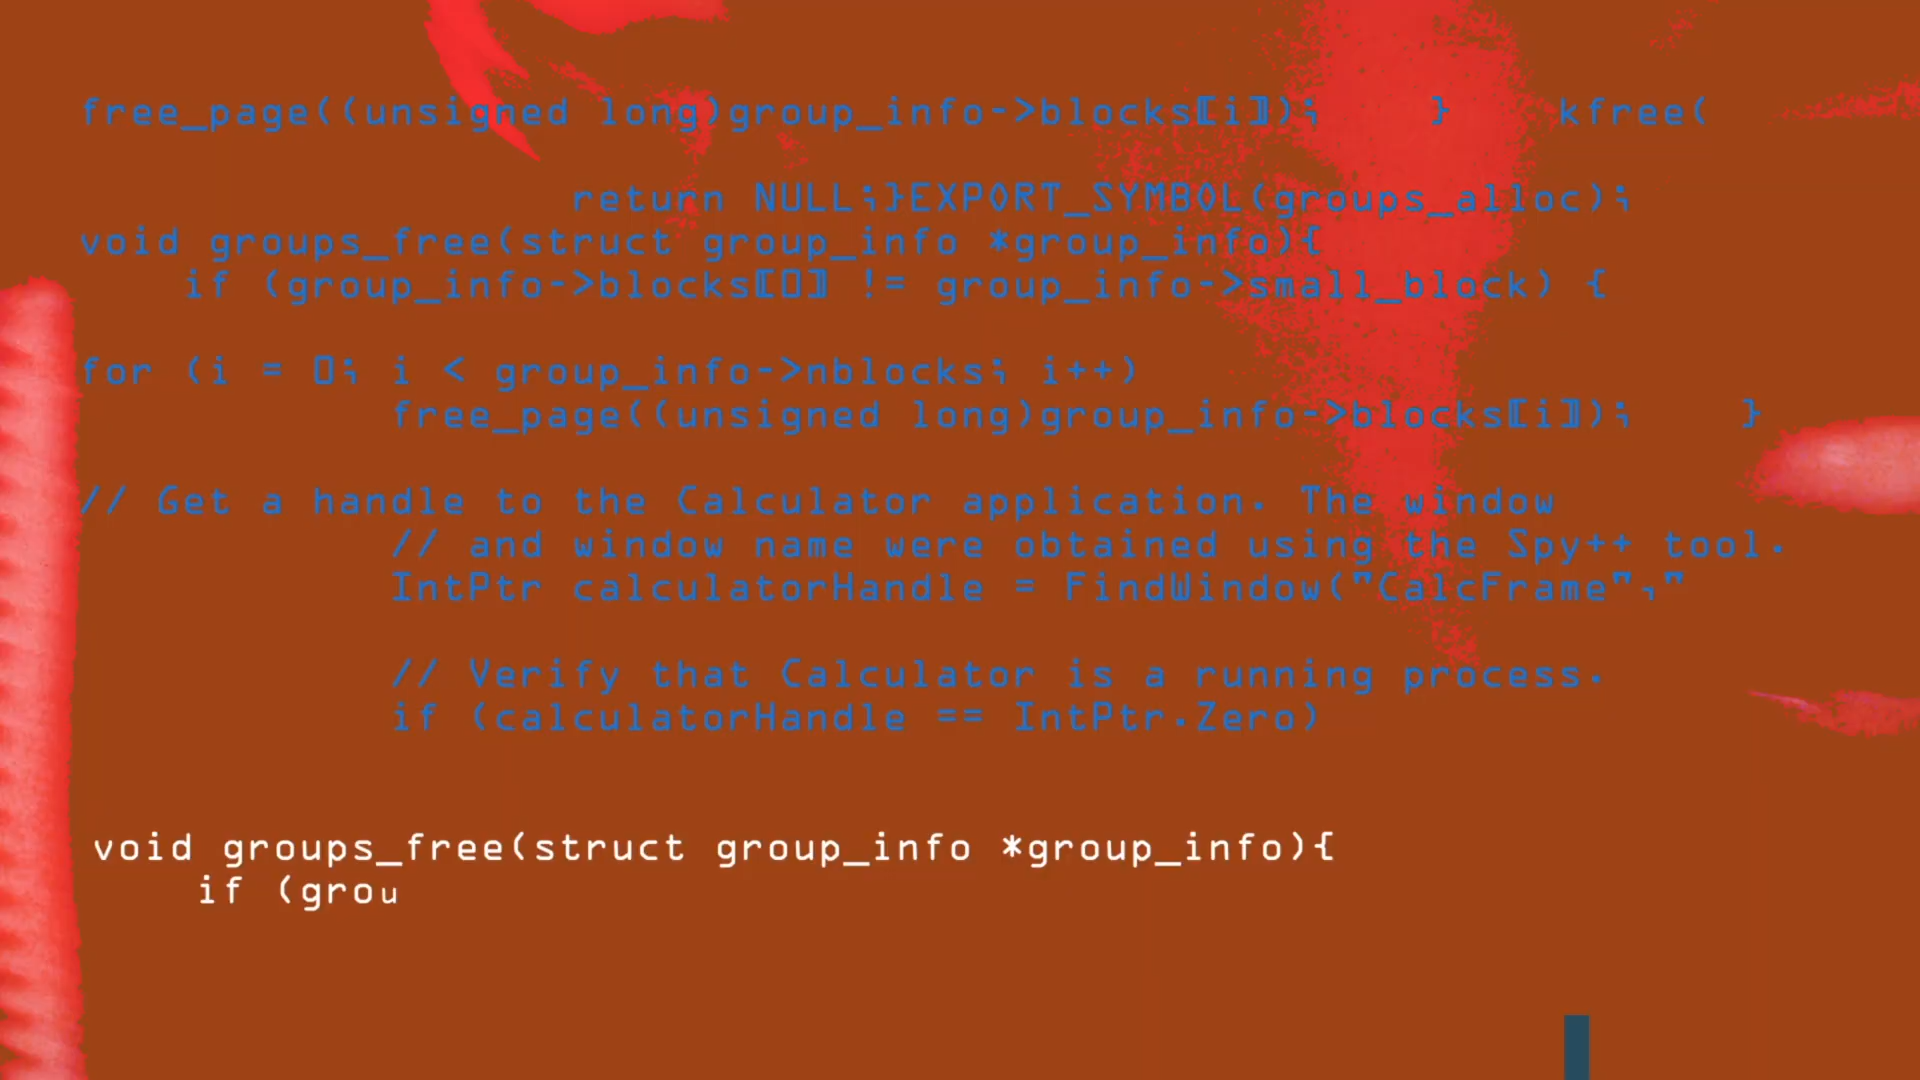 free_page((unsigned long)group_info->blocks[i]);    }    kfree(
return NULL;}EXPORT_SYMBOL(groups_alloc);
void groups_free(struct group_info *group_info){
    if (group_info->blocks[0] != group_info->small_block) {
for (i = 0; i < group_info->nblocks; i++)
            free_page((unsigned long)group_info->blocks[i]);    }
// Get a handle to the Calculator application. The window
            // and window name were obtained using the Spy++ tool.
            IntPtr calculatorHandle = FindWindow("CalcFrame","
            // Verify that Calculator is a running process.
            if (calculatorHandle == IntPtr.Zero)
void groups_free(struct group_info *group_info){
    if (grou